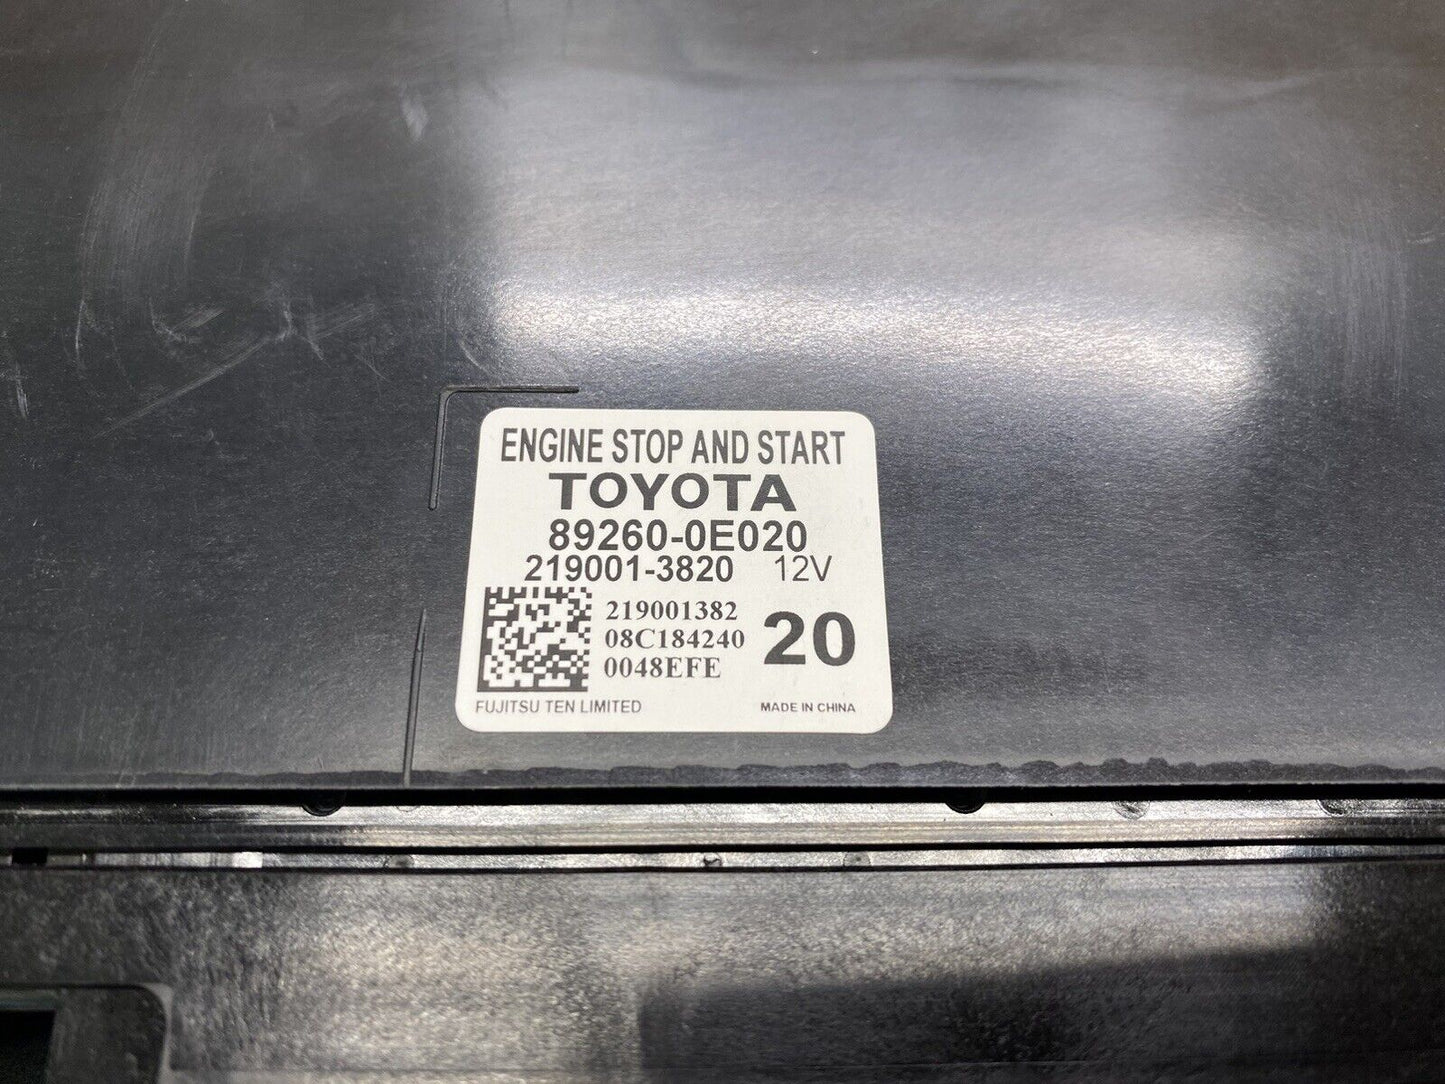 ENGINE STOP AND START
TOYOTA
89260-0E020
219001-3820 12V
219001382
08C184240
0048EFE
20
FUJITSU TEN LIMITED
MADE IN CHINA